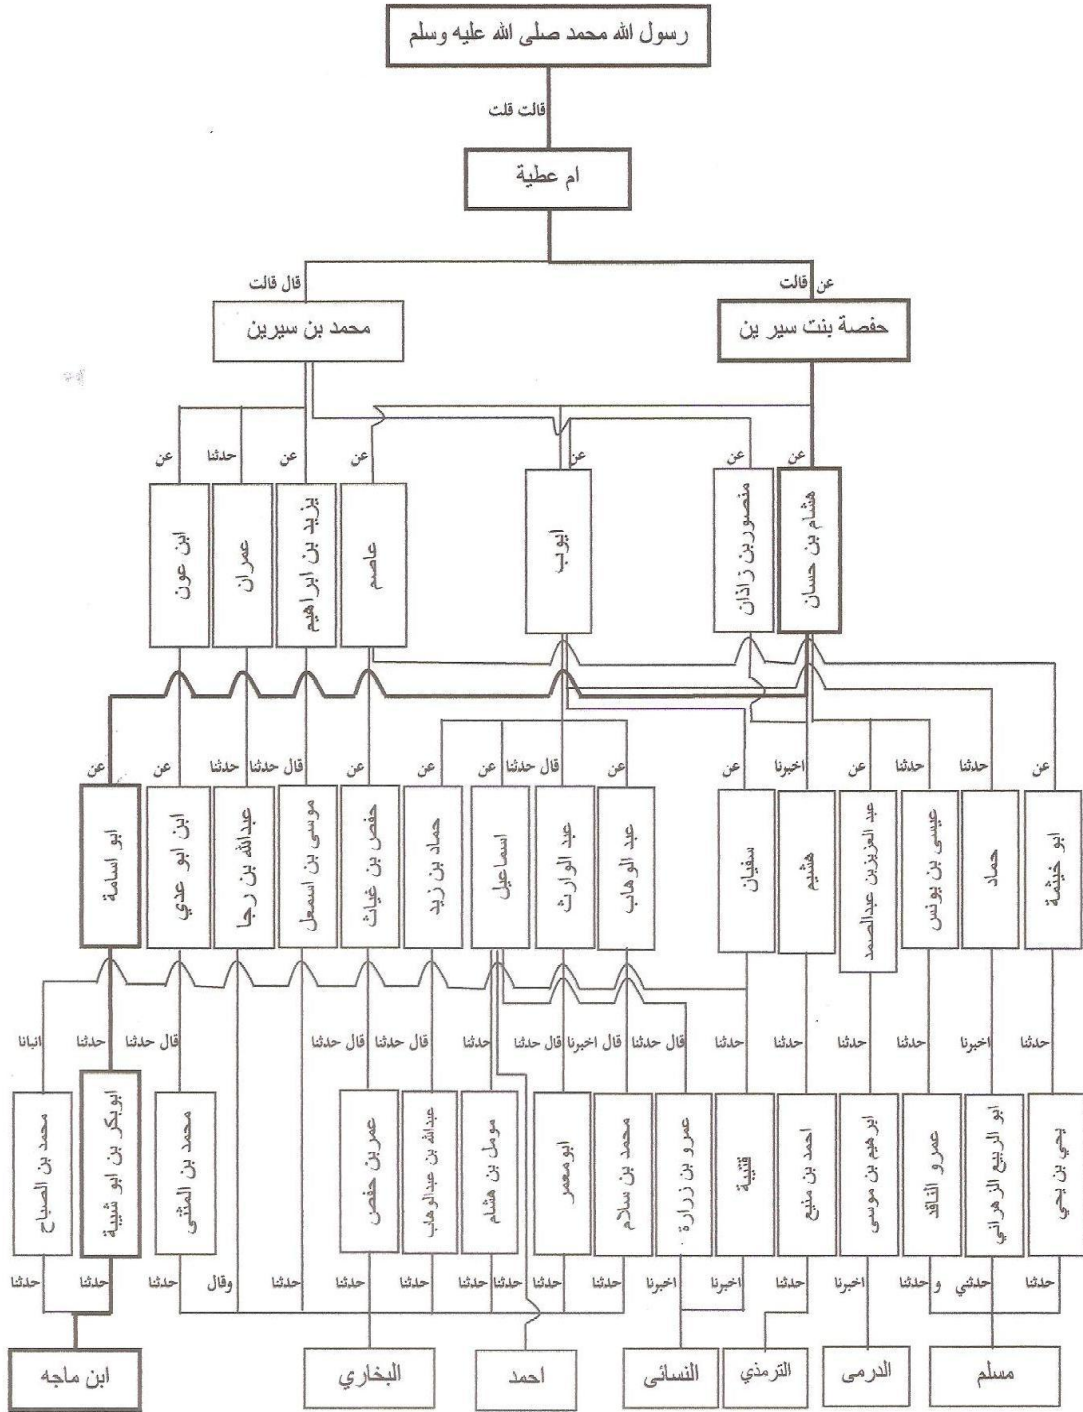 رسول الله محمد صلى الله عليه وسلم
قالت قلت
ام عطية
عن قالت
قال قالت
حفصة بنت سير ين
محمد بن سيرين
عن
عن
عن
عن
عن
حدثنا
عن
هشام بن حسان
منصوربن زاذان
ايوب
عاصم
يزيد بن ابراهيم
عمران
ابن عون
عن
حدثنا
حدثنا
عن
اخبرنا
عن
عن
قال حدثنا
عن
عن
عن
قال حدثنا
حدثنا
عن
عن
ابو خيثمة
حماد
عيسى بن يونس
عبد العزيزبن عبدالصمد
هشيم
سفيان
عبد الوهاب
عبد الوارث
اسماعيل
حماد بن زيد
حفص بن غياث
موسى بن اسمعل
عبدالله بن رجا
ابن ابو عدي
ابو اسامة
حدثنا
اخبرنا
حدثنا
حدثنا
حدثنا
حدثنا
قال حدثنا
قال اخبرنا
قال حدثنا
حدثنا
قال حدثنا
قال حدثنا
قال حدثنا
حدثنا
انبانا
يحي بن يحي
ابو الربيع الزهراني
عمرو الناقد
ابرهيم بن موسى
احمد بن منيع
قتيبة
عمرو بن زرارة
محمد بن سلام
ابومعمر
مومل بن هشام
عبدالله بن عبدالوهاب
عمربن حفص
محمد بن المثنى
ابوبكر بن ابو شيبة
محمد بن الصباح
حدثنا
حدثني
و حدثنا
اخبرنا
حدثنا
اخبرنا
اخبرنا
حدثنا
حدثنا
حدثنا
حدثنا
حدثنا
حدثنا
حدثنا
وقال
حدثنا
حدثنا
حدثنا
مسلم
الدرمى
الترمذي
النسائى
احمد
البخاري
ابن ماجه